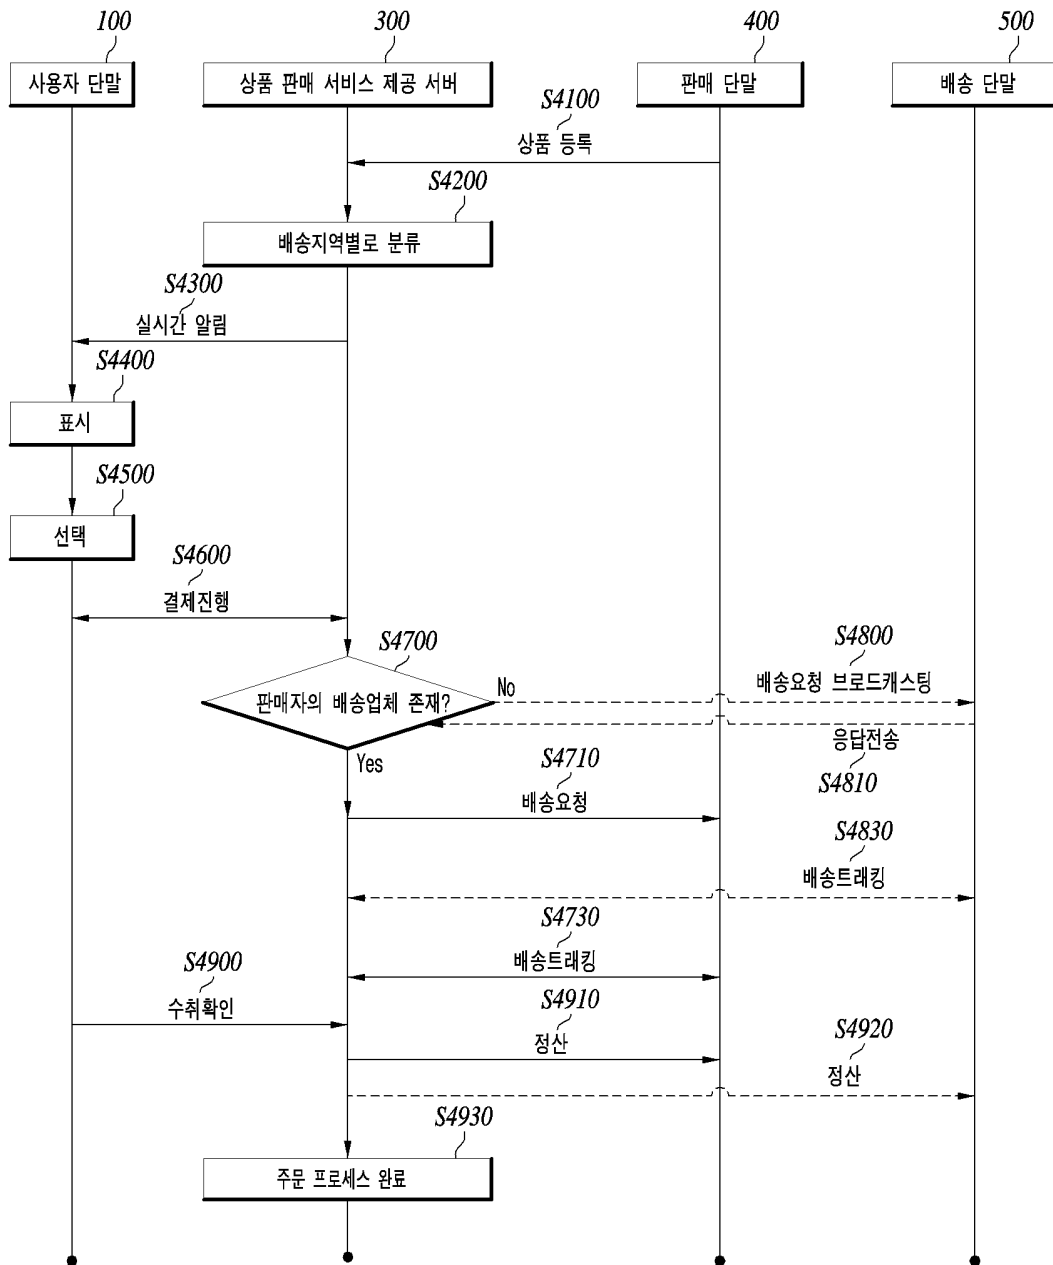 100
300
400
500
사용자 단말
상품 판매 서비스 제공 서버
판매 단말
배송 단말
S4100
상품 등록
S4200
배송지역별로 분류
S4300
실시간 알림
S4400
표시
S4500
선택
S4600
결제진행
S4700
판매자의 배송업체 존재?
No
S4800
배송요청 브로드캐스팅
응답전송
S4810
Yes
S4710
배송요청
S4830
배송트래킹
S4730
배송트래킹
S4900
수취확인
S4910
정산
S4920
정산
S4930
주문 프로세스 완료